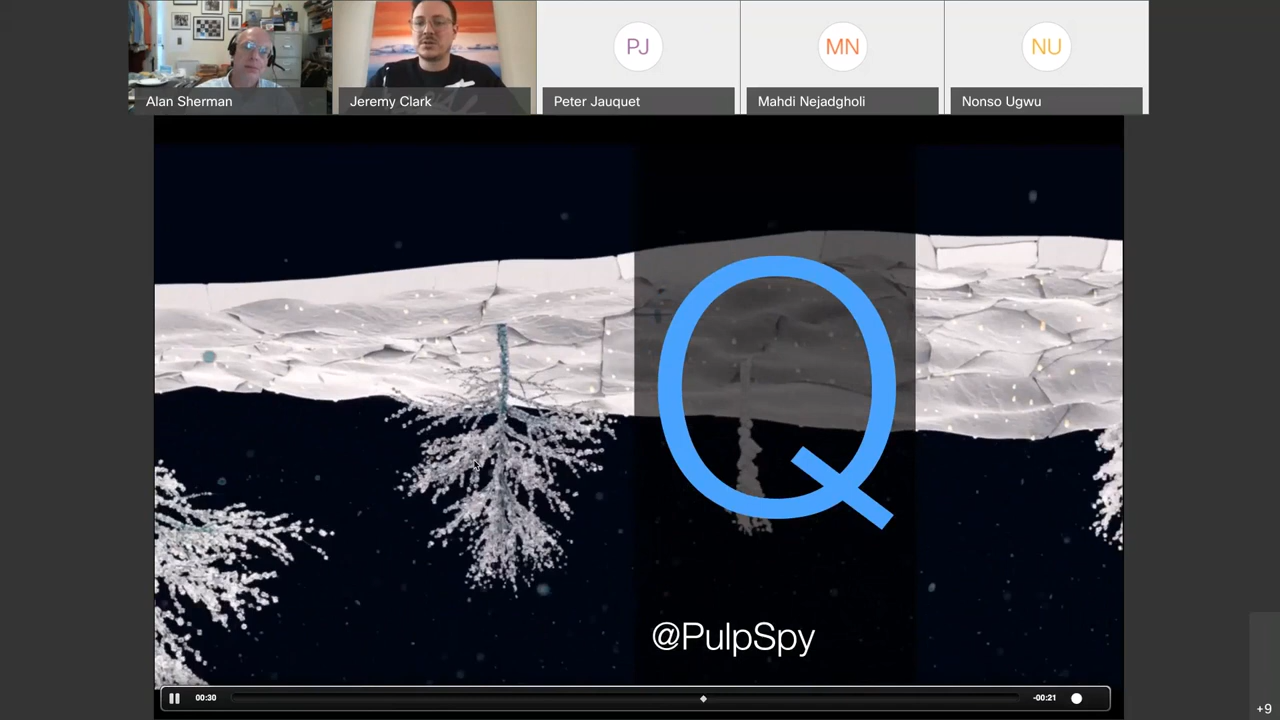 PJ
MN
NU
Alan Sherman
Jeremy Clark
Peter Jauquet
Mahdi Nejadgholi
Nonso Ugwu
Q
@PulpSpy
00:30
-00:21
+9